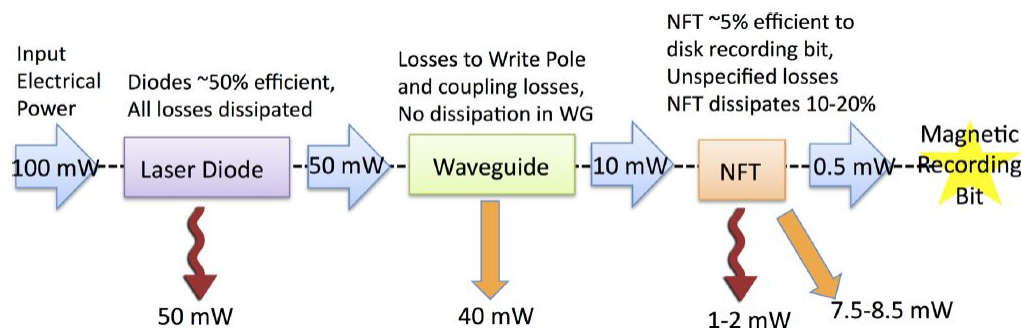 Input
Electrical
Power
Diodes ~50% efficient,
All losses dissipated
Losses to Write Pole
and coupling losses,
No dissipation in WG
NFT ~5% efficient to
disk recording bit,
Unspecified losses
NFT dissipates 10-20%
100 mW
Laser Diode
50 mW
Waveguide
10 mW
NFT
0.5 mW
Magnetic
Recording
Bit
50 mW
40 mW
1-2 mW
7.5-8.5 mW